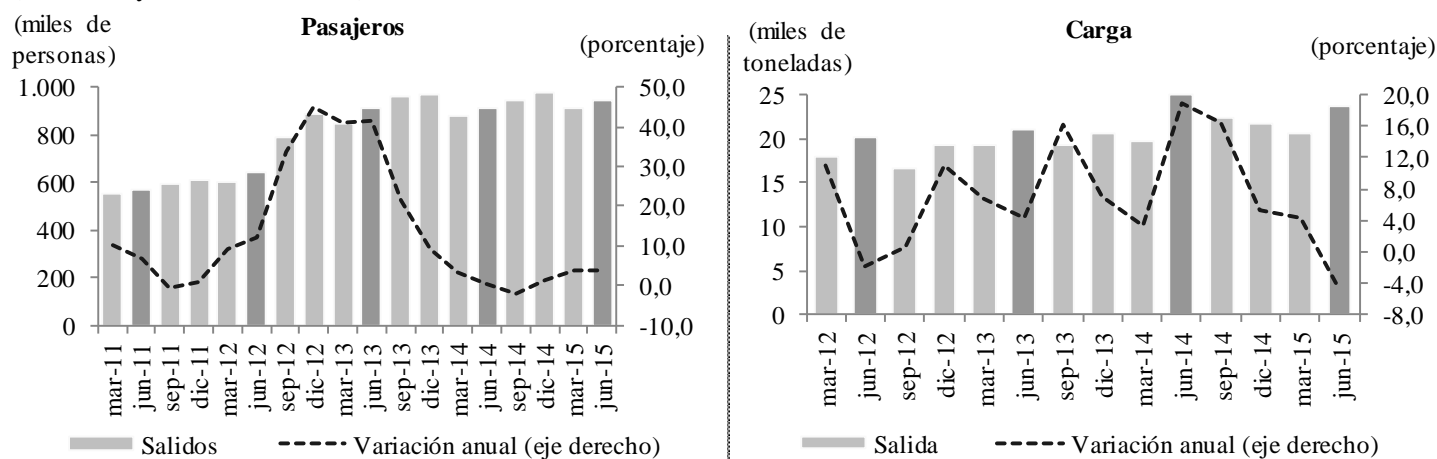 Pasajeros
(miles de
personas)
(porcentaje)
1.000
800
600
400
200
0
50,0
40,0
30,0
20,0
10,0
0,0
-10,0
mar-11
jun-11
sep-11
dic-11
mar-12
jun-12
sep-12
dic-12
mar-13
jun-13
sep-13
dic-13
mar-14
jun-14
sep-14
dic-14
mar-15
jun-15
Salidos
Variación anual (eje derecho)
Carga
(miles de
toneladas)
(porcentaje)
25
20
15
10
5
0
20,0
16,0
12,0
8,0
4,0
0,0
-4,0
-8,0
mar-12
jun-12
sep-12
dic-12
mar-13
jun-13
sep-13
dic-13
mar-14
jun-14
sep-14
dic-14
mar-15
jun-15
Salida
Variación anual (eje derecho)